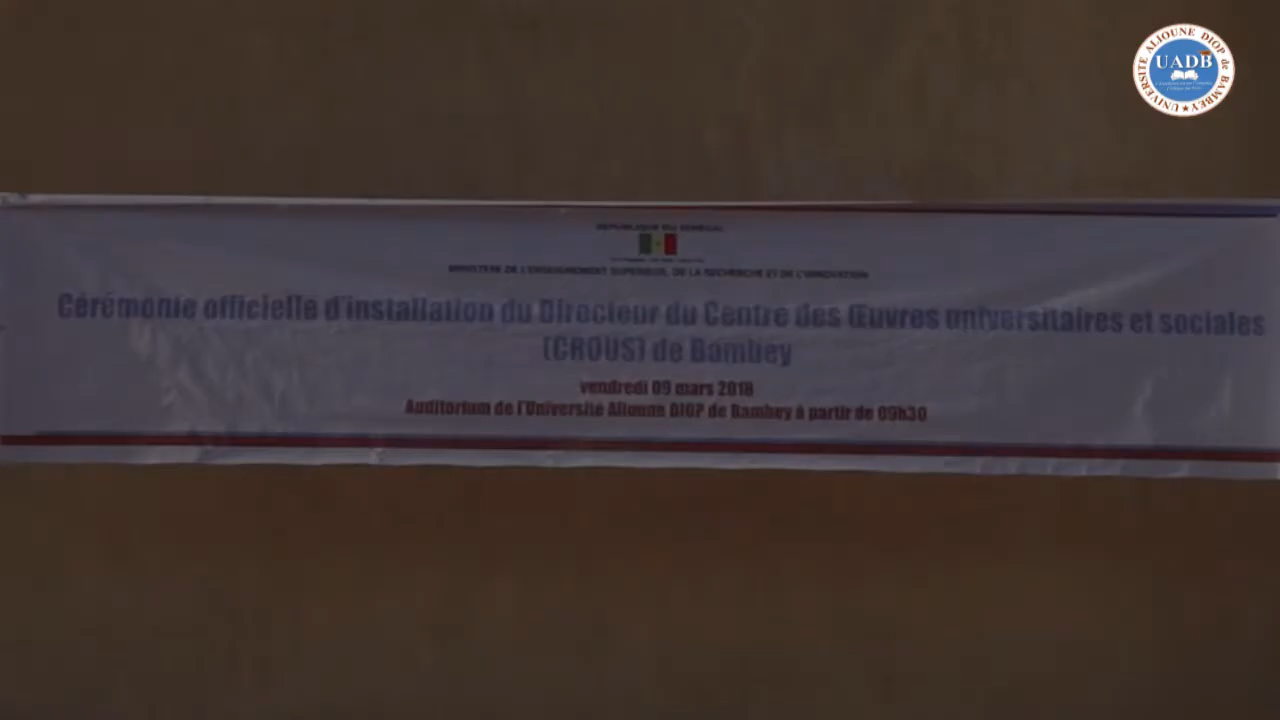 UNIVERSITE ALIOUNE DIOP de BAMBEY
UADB
REPUBLIQUE DU SENEGAL
MINISTERE DE L'ENSEIGNEMENT SUPERIEUR, DE LA RECHERCHE ET DE L'INNOVATION
Cérémonie officielle d'installation du Directeur du Centre des Œuvres universitaires et sociales
(CROUS) de Bambey
vendredi 09 mars 2018
Auditorium de l'Université Alioune DIOP de Bambey à partir de 09h30